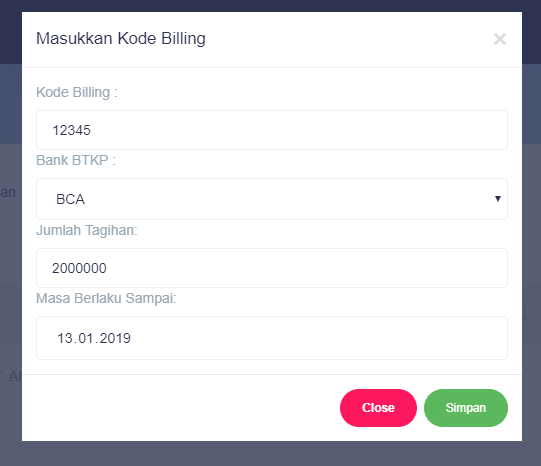 Masukkan Kode Billing ×
Kode Billing :
12345
Bank BTKP :
BCA
Jumlah Tagihan:
2000000
Masa Berlaku Sampai:
13.01.2019
Close Simpan
an